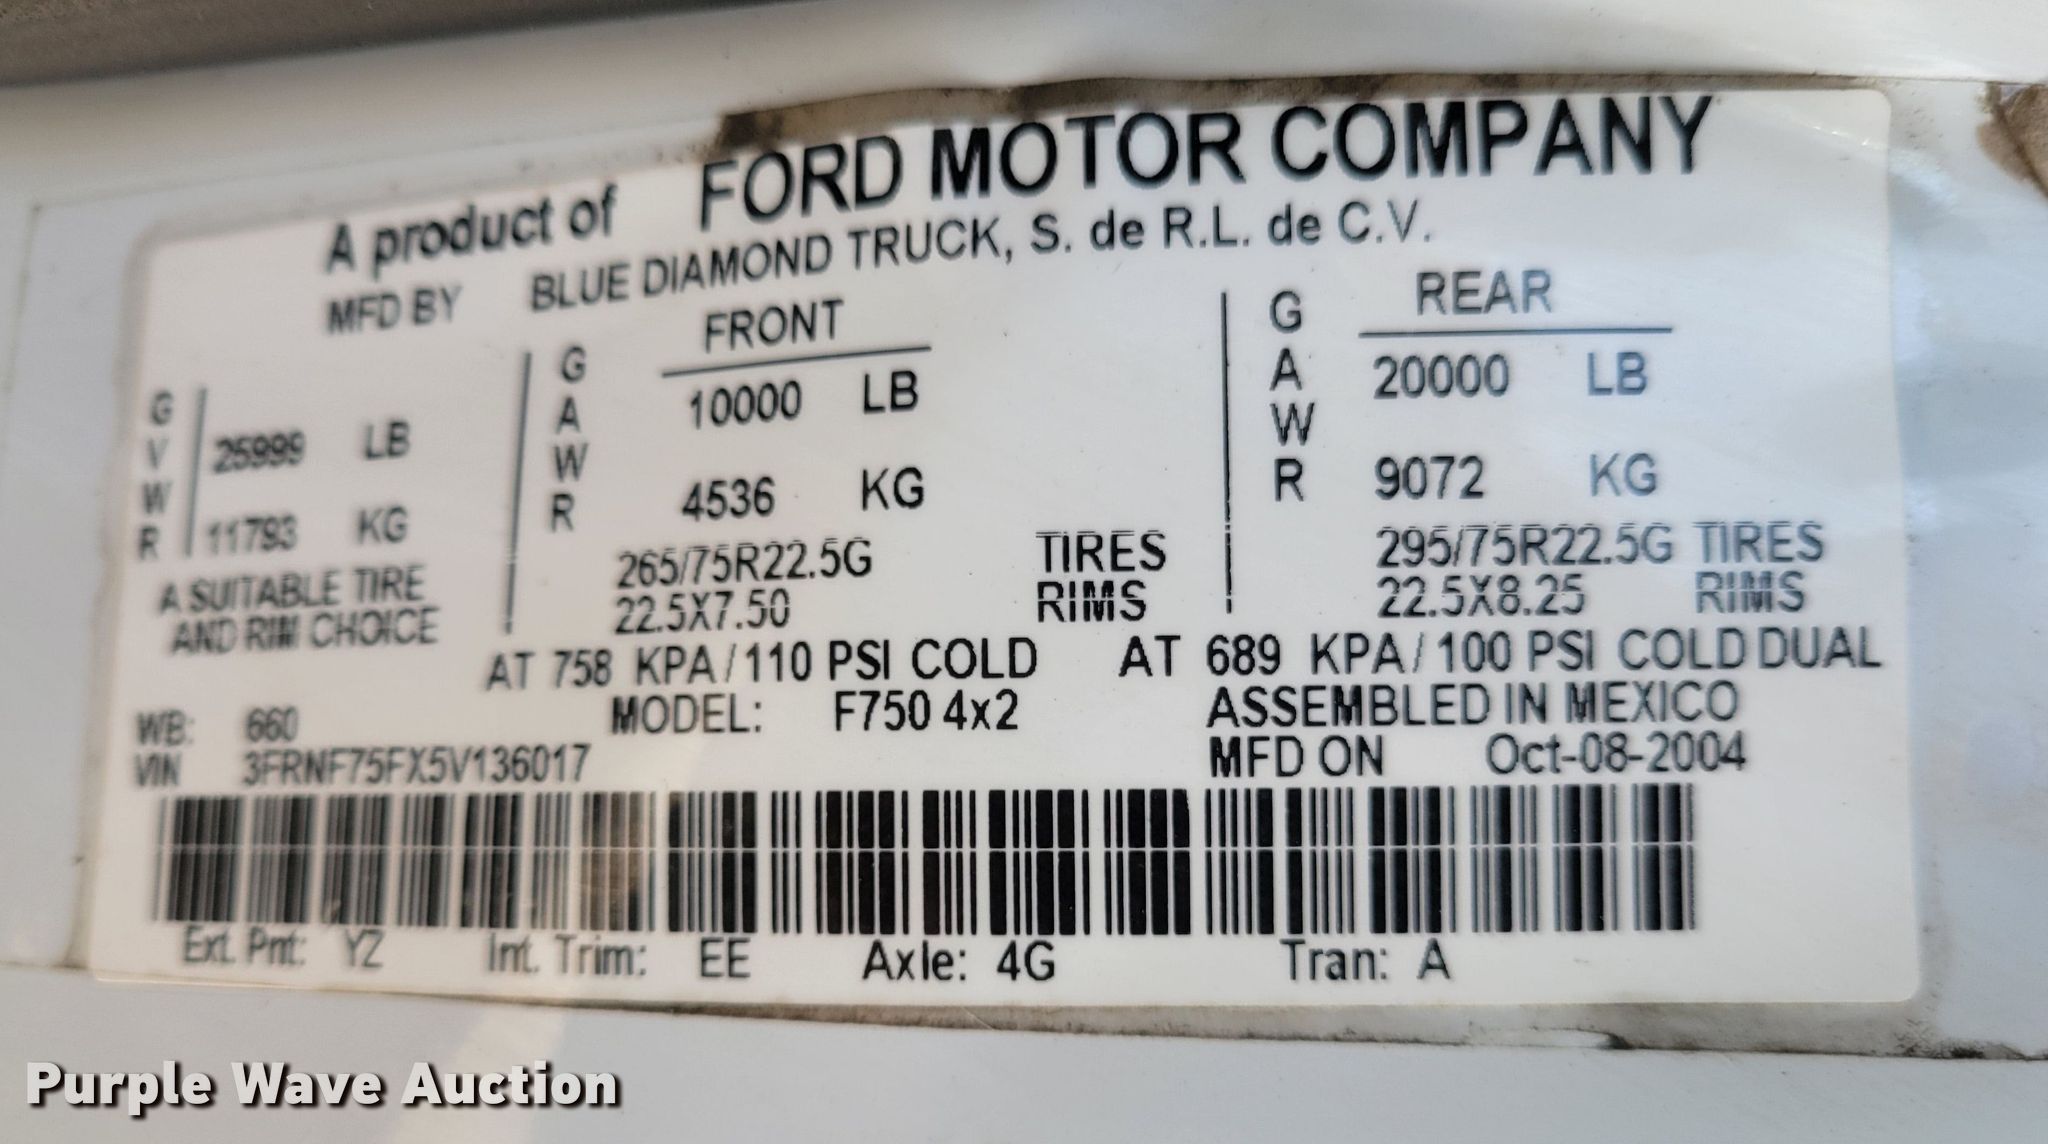 A product of FORD MOTOR COMPANY
MFD BY BLUE DIAMOND TRUCK, S. de R.L. de C.V.
GVWR 25999 LB
11793 KG
A SUITABLE TIRE
AND RIM CHOICE
FRONT
GAWR 10000 LB
4536 KG
265/75R22.5G TIRES
22.5X7.50 RIMS
AT 758 KPA/110 PSI COLD
REAR
GAWR 20000 LB
9072 KG
295/75R22.5G TIRES
22.5X8.25 RIMS
AT 689 KPA/100 PSI COLD DUAL
WB: 660 MODEL: F750 4x2 ASSEMBLED IN MEXICO
VIN 3FRNF75FX5V136017 MFD ON Oct-08-2004
Ext. Pnt: YZ Int. Trim: EE Axle: 4G Tran: A
Purple Wave Auction